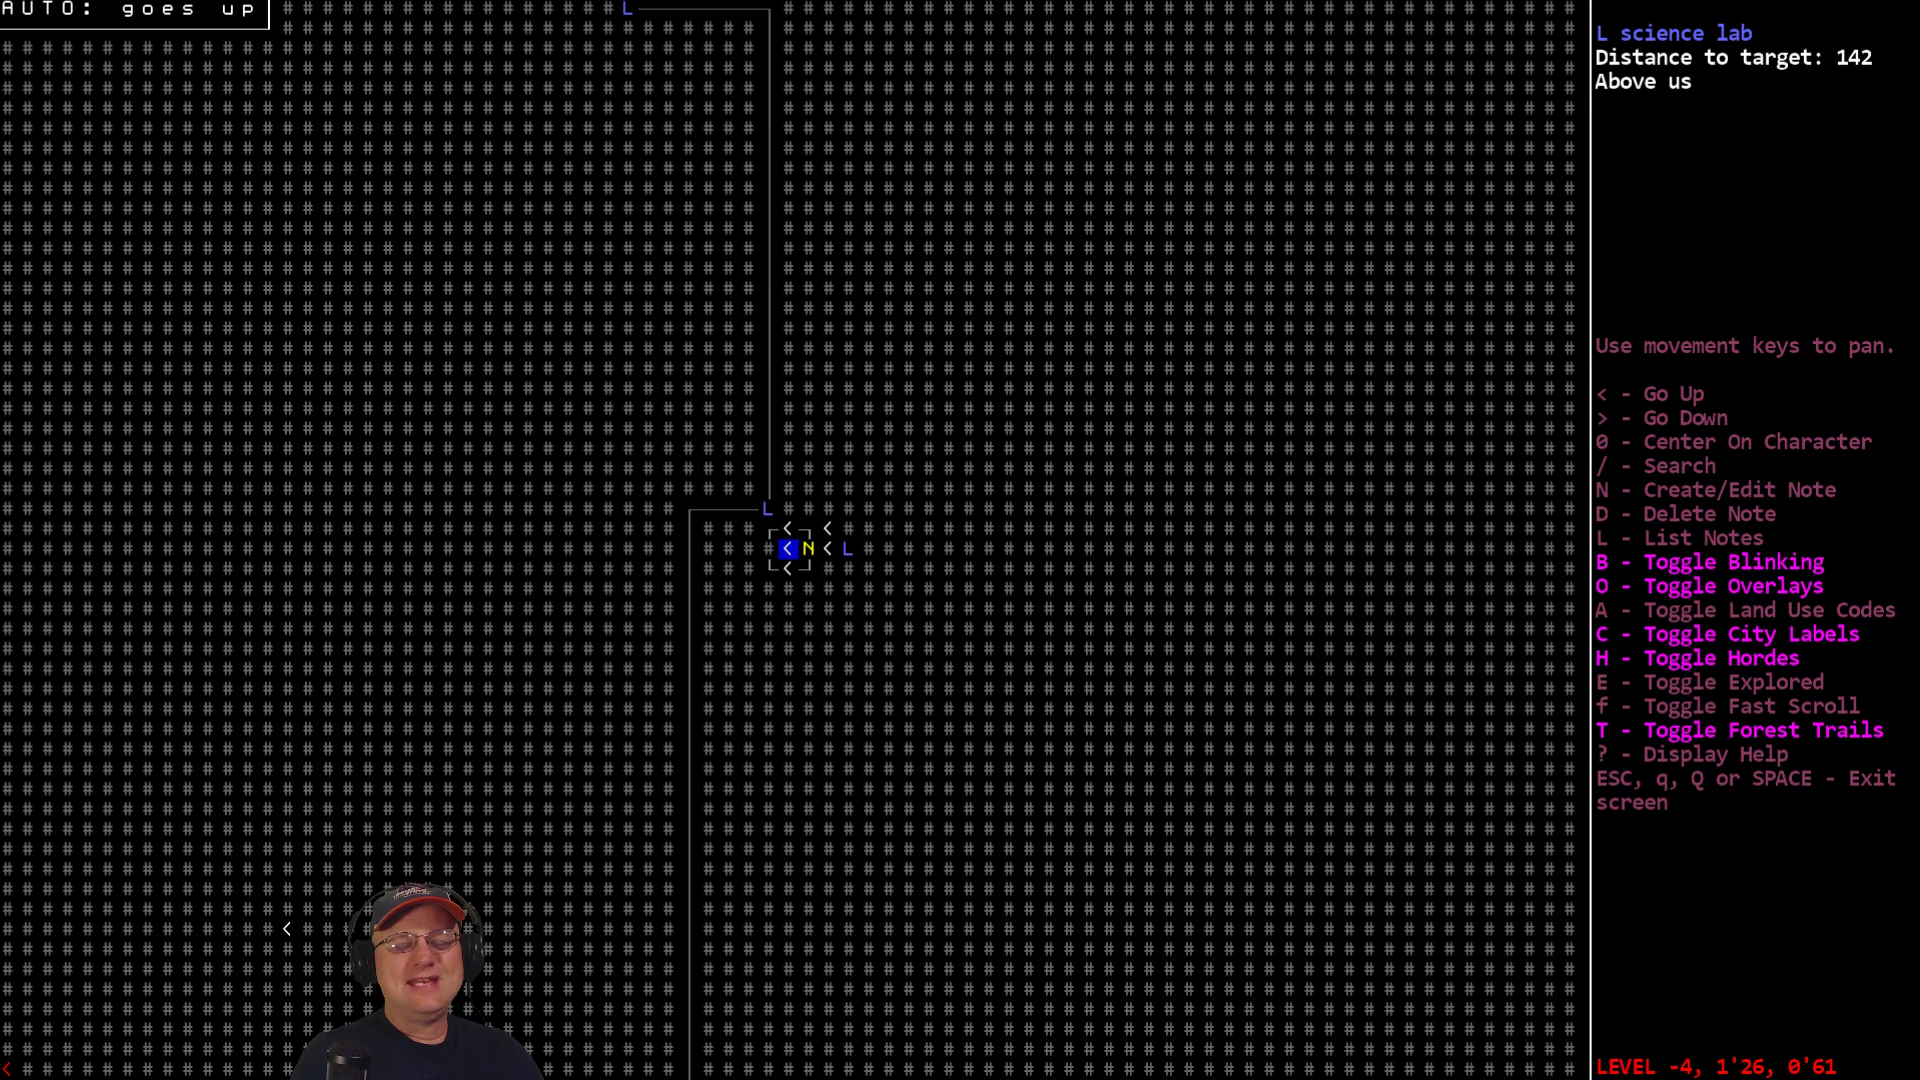 AUTO: goes up
L science lab
Distance to target: 142
Above us
Use movement keys to pan.
< - Go Up
> - Go Down
0 - Center On Character
/ - Search
N - Create/Edit Note
D - Delete Note
L - List Notes
B - Toggle Blinking
O - Toggle Overlays
A - Toggle Land Use Codes
C - Toggle City Labels
H - Toggle Hordes
E - Toggle Explored
f - Toggle Fast Scroll
T - Toggle Forest Trails
? - Display Help
ESC, q, Q or SPACE - Exit
screen
LEVEL -4, 1'26, 0'61
L
L
< <
< N < L
<
<
<